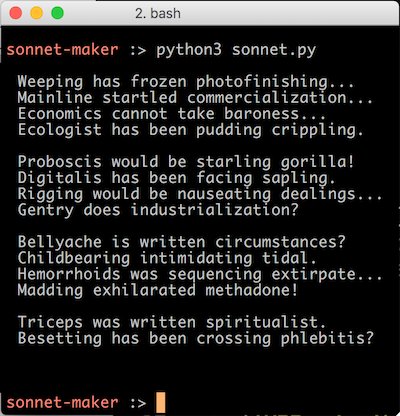 2. bash
sonnet-maker :> python3 sonnet.py
Weeping has frozen photofinishing...
Mainline startled commercialization...
Economics cannot take baroness...
Ecologist has been pudding crippling.
Proboscis would be starling gorilla!
Digitalis has been facing sapling.
Rigging would be nauseating dealings...
Gentry does industrialization?
Bellyache is written circumstances?
Childbearing intimidating tidal.
Hemorrhoids was sequencing extirpate...
Madding exhilarated methadone!
Triceps was written spiritualist.
Besetting has been crossing phlebitis?
sonnet-maker :>